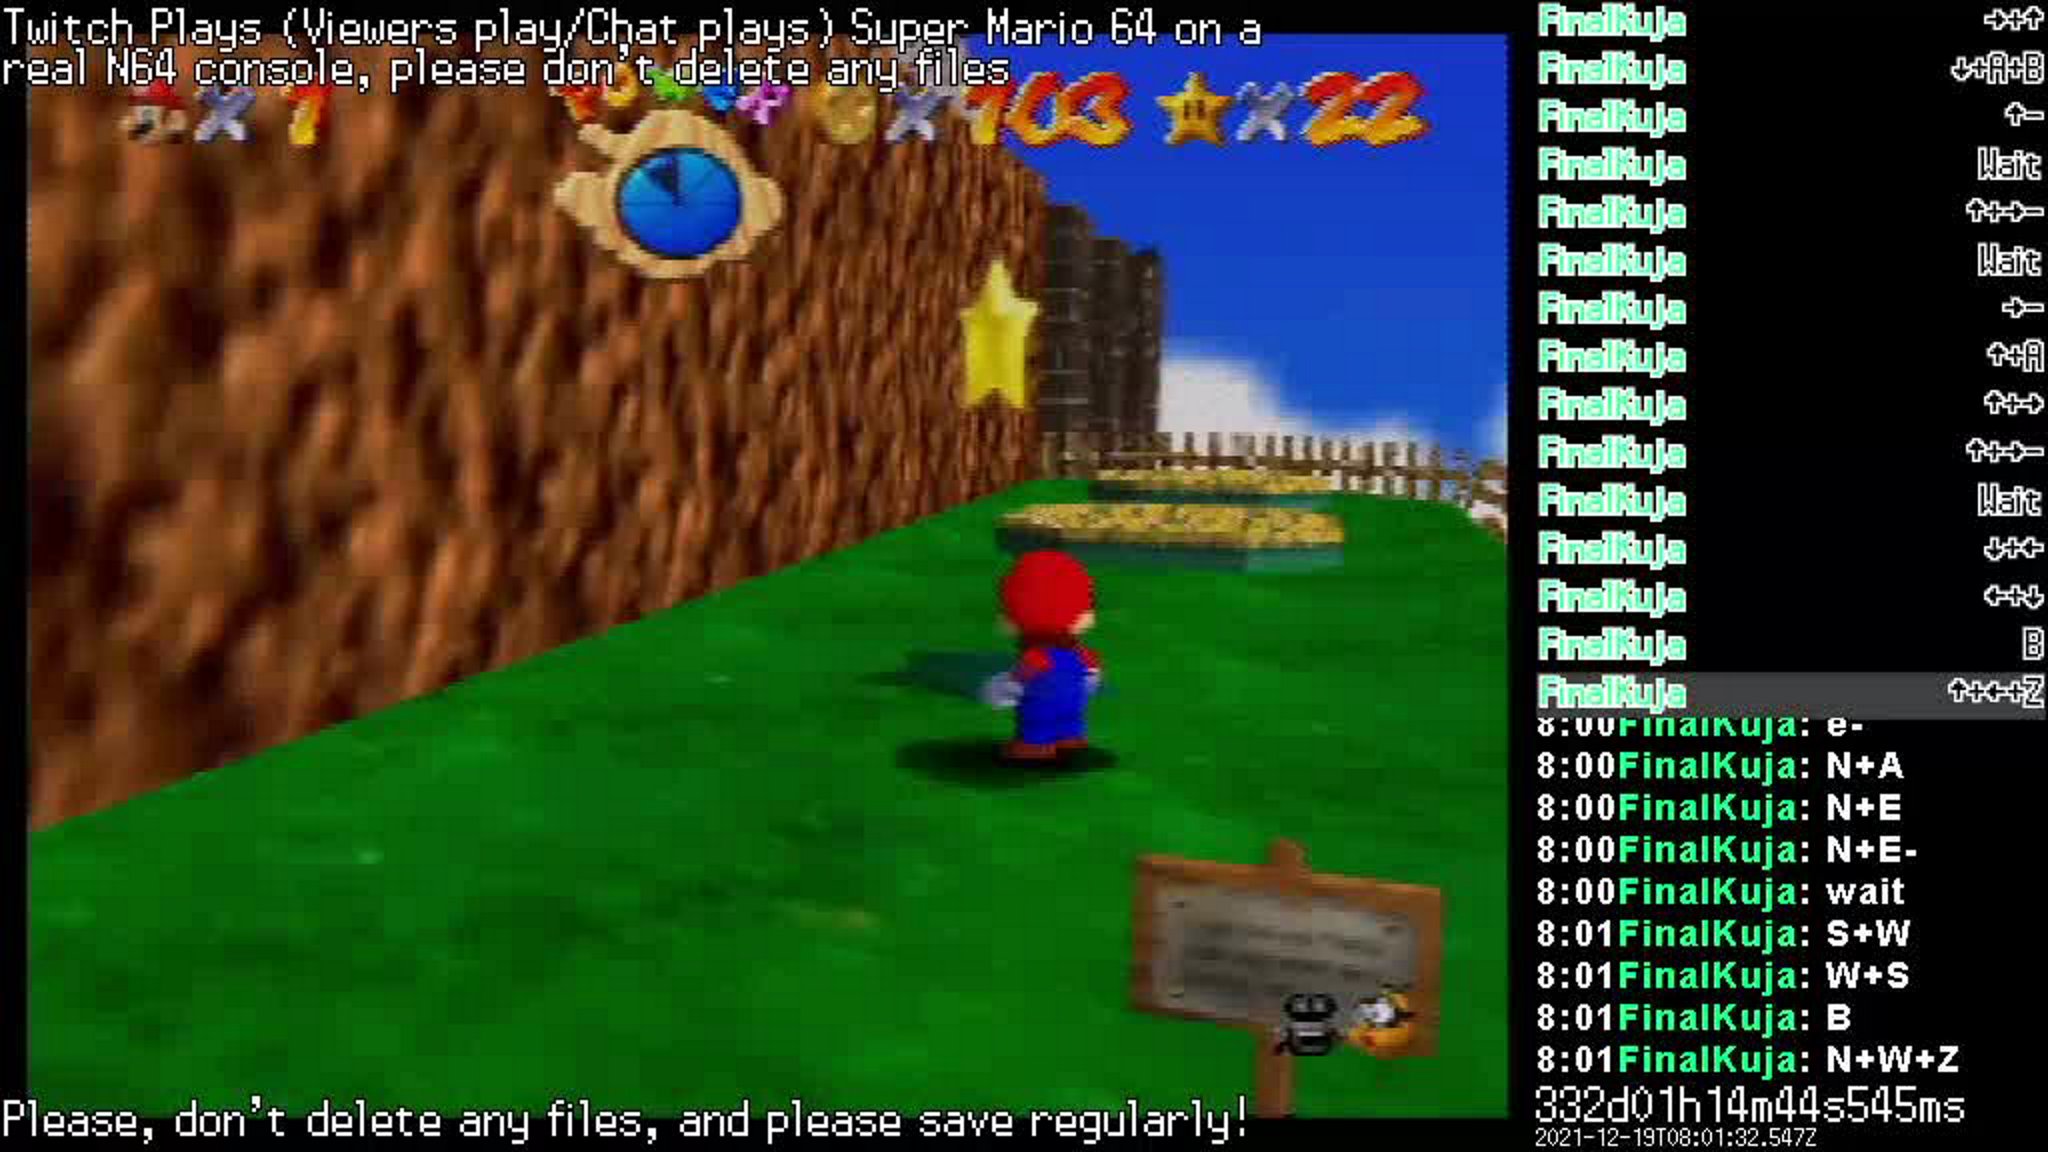 Twitch Plays (Viewers play/Chat plays) Super Mario 64 on a
real N64 console, please don't delete any files
x 1
x 103
x 22
FinalKuja →+↑
FinalKuja ↓+A+B
FinalKuja ↑-
FinalKuja Wait
FinalKuja ↑+→-
FinalKuja Wait
FinalKuja →-
FinalKuja ↑+A
FinalKuja ↑+→
FinalKuja ↑+→-
FinalKuja Wait
FinalKuja ↓+←
FinalKuja ←+↓
FinalKuja B
FinalKuja ↑+←+Z
8:00FinalKuja: e-
8:00FinalKuja: N+A
8:00FinalKuja: N+E
8:00FinalKuja: N+E-
8:00FinalKuja: wait
8:01FinalKuja: S+W
8:01FinalKuja: W+S
8:01FinalKuja: B
8:01FinalKuja: N+W+Z
332d01h14m44s545ms
2021-12-19T08:01:32.547Z
Please, don't delete any files, and please save regularly!